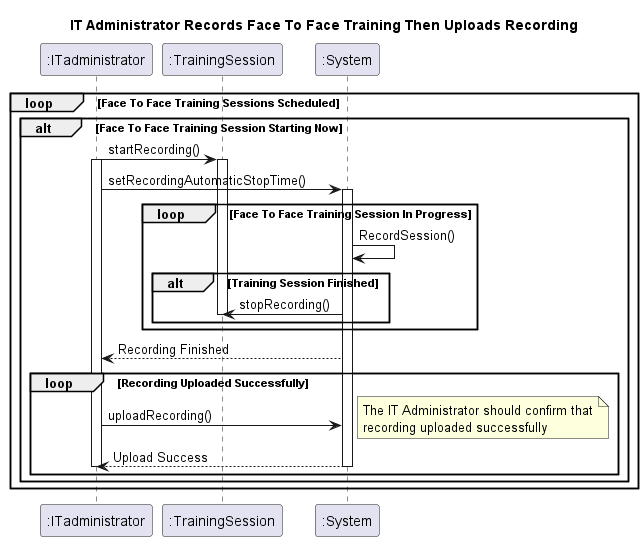 IT Administrator Records Face To Face Training Then Uploads Recording
:ITadministrator
:TrainingSession
:System
loop
[Face To Face Training Sessions Scheduled]
alt
[Face To Face Training Session Starting Now]
startRecording()
setRecordingAutomaticStopTime()
loop
[Face To Face Training Session In Progress]
RecordSession()
alt
[Training Session Finished]
stopRecording()
Recording Finished
loop
[Recording Uploaded Successfully]
uploadRecording()
The IT Administrator should confirm that
recording uploaded successfully
Upload Success
:ITadministrator
:TrainingSession
:System